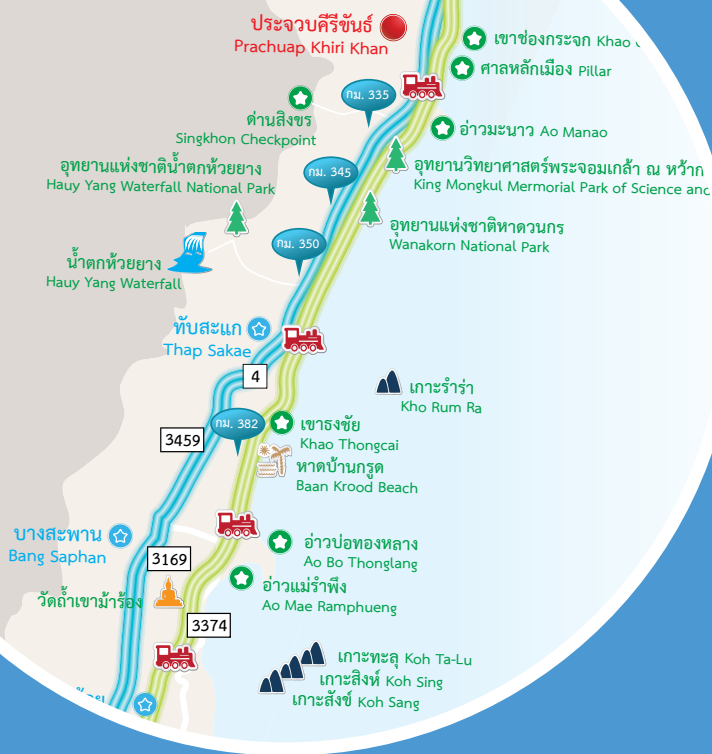 ประจวบคีรีขันธ์
Prachuap Khiri Khan
เขาช่องกระจก Khao
ศาลหลักเมือง Pillar
กม. 335
ด่านสิงขร
Singkhon Checkpoint
อ่าวมะนาว Ao Manao
อุทยานแห่งชาติน้ำตกห้วยยาง
Hauy Yang Waterfall National Park
กม. 345
อุทยานวิทยาศาสตร์พระจอมเกล้า ณ หว้าก
King Mongkul Mermorial Park of Science and
อุทยานแห่งชาติหาดวนกร
Wanakorn National Park
กม. 350
น้ำตกห้วยยาง
Hauy Yang Waterfall
ทับสะแก
Thap Sakae
4
เกาะรำร่า
Kho Rum Ra
กม. 382
3459
เขาธงชัย
Khao Thongcai
หาดบ้านกรูด
Baan Krood Beach
บางสะพาน
Bang Saphan
อ่าวบ่อทองหลาง
Ao Bo Thonglang
3169
อ่าวแม่รำพึง
Ao Mae Ramphueng
วัดถ้ำเขาม้าร้อง
3374
เกาะทะลุ Koh Ta-Lu
เกาะสิงห์ Koh Sing
เกาะสังข์ Koh Sang